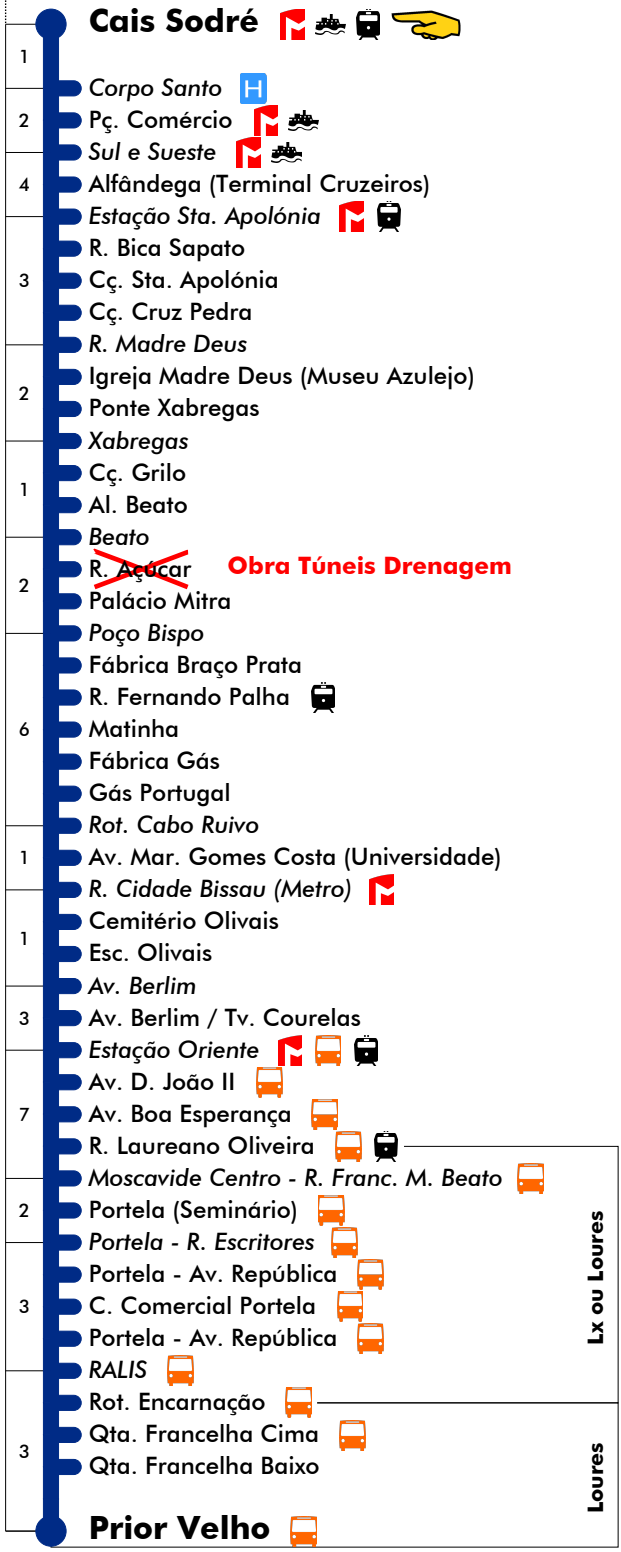 Cais Sodré
1
Corpo Santo H
2
Pç. Comércio
Sul e Sueste
4
Alfândega (Terminal Cruzeiros)
Estação Sta. Apolónia
R. Bica Sapato
3
Cç. Sta. Apolónia
Cç. Cruz Pedra
R. Madre Deus
Igreja Madre Deus (Museu Azulejo)
2
Ponte Xabregas
Xabregas
Cç. Grilo
1
Al. Beato
Beato
R. Açúcar Obra Túneis Drenagem
2
Palácio Mitra
Poço Bispo
Fábrica Braço Prata
R. Fernando Palha
6
Matinha
Fábrica Gás
Gás Portugal
Rot. Cabo Ruivo
1
Av. Mar. Gomes Costa (Universidade)
R. Cidade Bissau (Metro)
Cemitério Olivais
1
Esc. Olivais
Av. Berlim
3
Av. Berlim / Tv. Courelas
Estação Oriente
Av. D. João II
7
Av. Boa Esperança
R. Laureano Oliveira
Moscavide Centro - R. Franc. M. Beato
2
Portela (Seminário)
Portela - R. Escritores
Portela - Av. República
3
C. Comercial Portela
Portela - Av. República
RALIS
Rot. Encarnação
Lx ou Loures
Qta. Francelha Cima
3
Qta. Francelha Baixo
Loures
Prior Velho